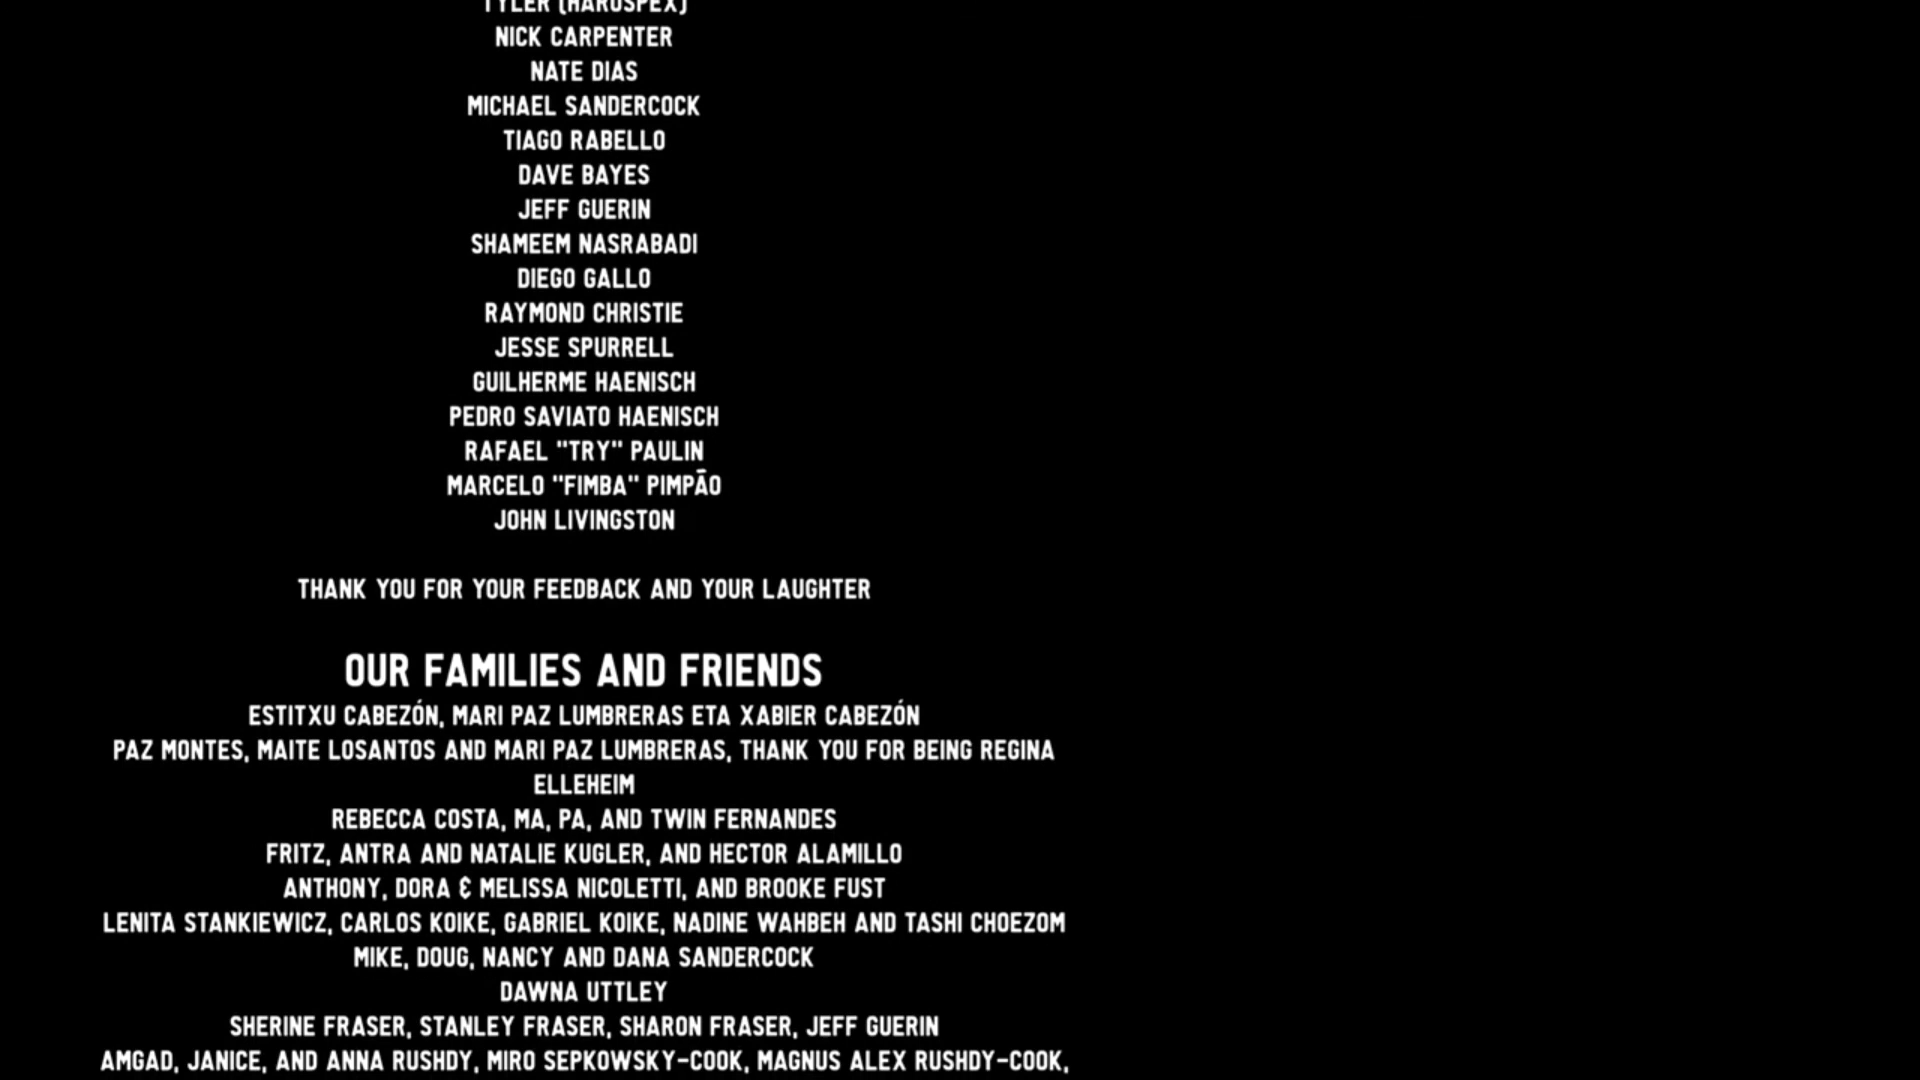 TYLER (HARUSPEX)
NICK CARPENTER
NATE DIAS
MICHAEL SANDERCOCK
TIAGO RABELLO
DAVE BAYES
JEFF GUERIN
SHAMEEM NASRABADI
DIEGO GALLO
RAYMOND CHRISTIE
JESSE SPURRELL
GUILHERME HAENISCH
PEDRO SAVIATO HAENISCH
RAFAEL "TRY" PAULIN
MARCELO "FIMBA" PIMPÃO
JOHN LIVINGSTON
THANK YOU FOR YOUR FEEDBACK AND YOUR LAUGHTER
OUR FAMILIES AND FRIENDS
ESTITXU CABEZÓN, MARI PAZ LUMBRERAS ETA XABIER CABEZÓN
PAZ MONTES, MAITE LOSANTOS AND MARI PAZ LUMBRERAS, THANK YOU FOR BEING REGINA
ELLEHEIM
REBECCA COSTA, MA, PA, AND TWIN FERNANDES
FRITZ, ANTRA AND NATALIE KUGLER, AND HECTOR ALAMILLO
ANTHONY, DORA & MELISSA NICOLETTI, AND BROOKE FUST
LENITA STANKIEWICZ, CARLOS KOIKE, GABRIEL KOIKE, NADINE WAHBEH AND TASHI CHOEZOM
MIKE, DOUG, NANCY AND DANA SANDERCOCK
DAWNA UTTLEY
SHERINE FRASER, STANLEY FRASER, SHARON FRASER, JEFF GUERIN
AMGAD, JANICE, AND ANNA RUSHDY, MIRO SEPKOWSKY-COOK, MAGNUS ALEX RUSHDY-COOK,